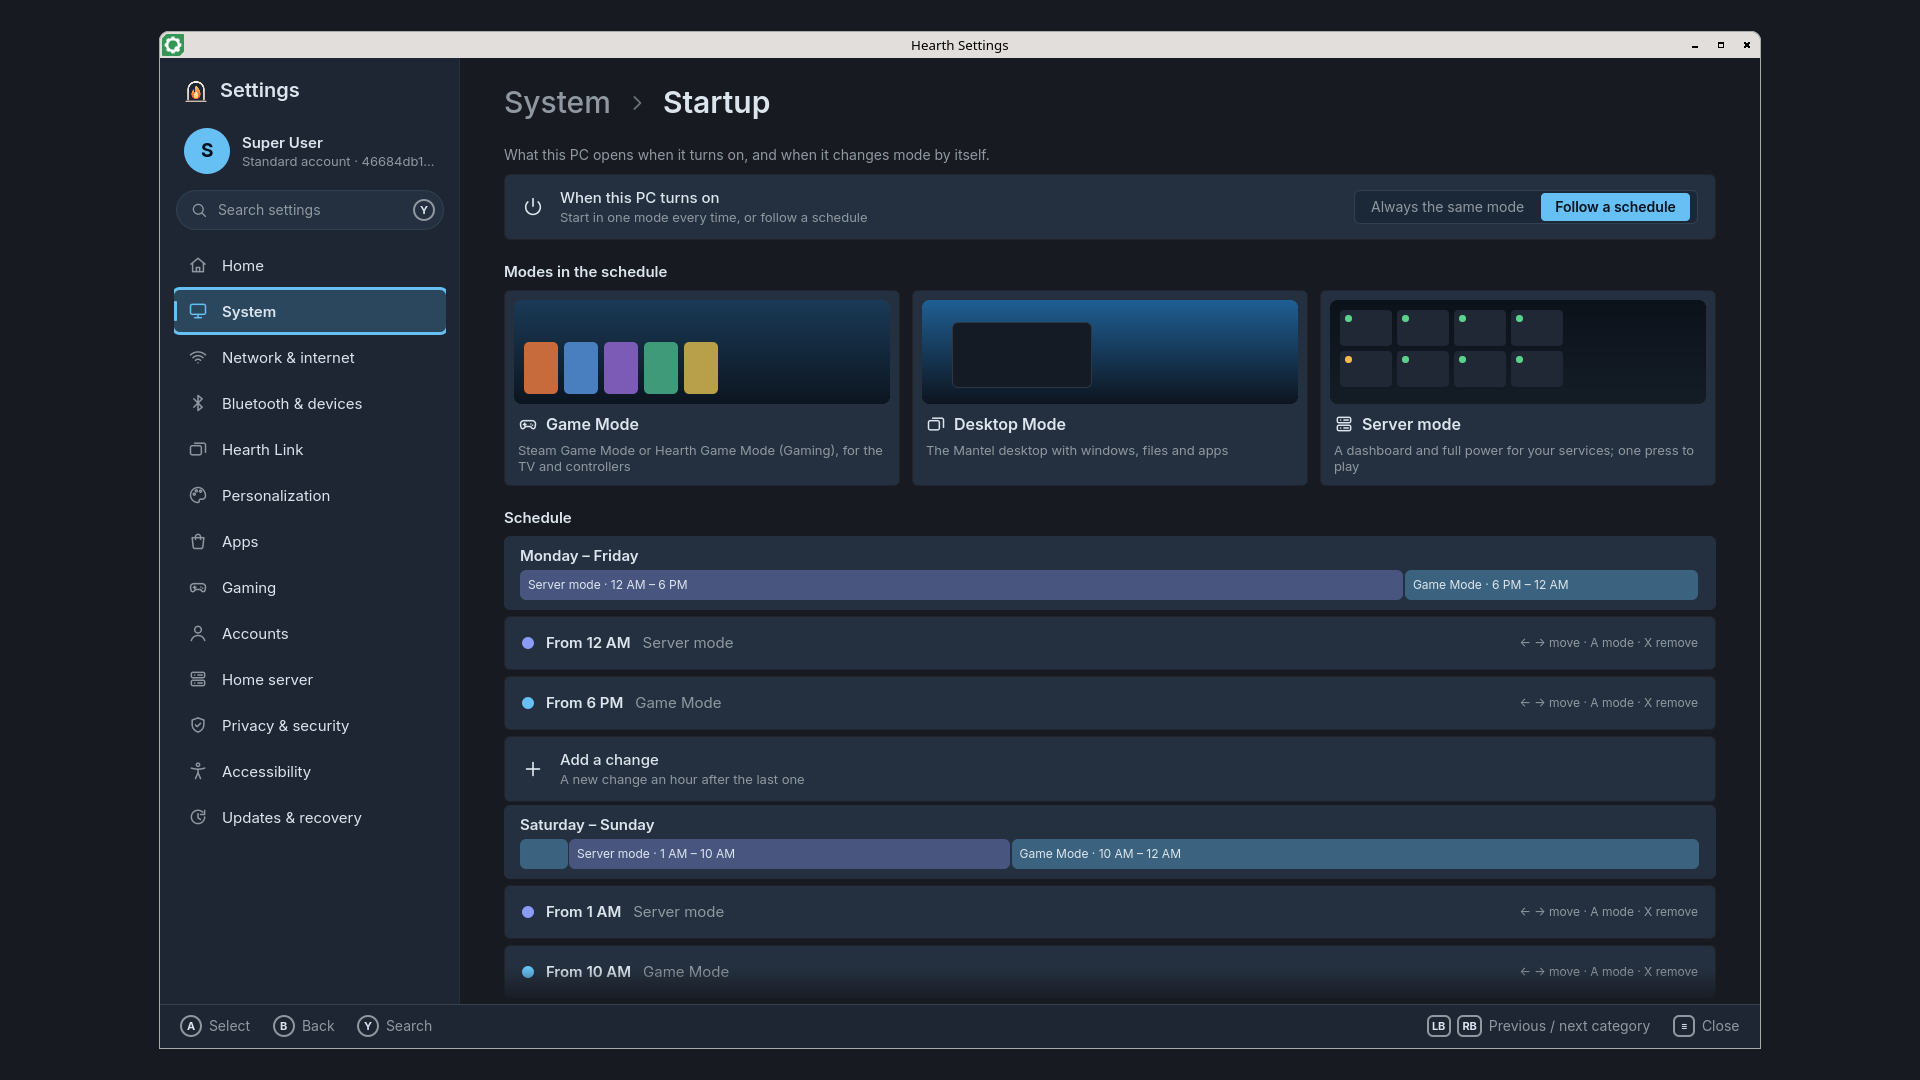 Hearth Settings
Settings
S
Super User
Standard account · 46684db1...
Search settings
Y
Home
System
Network & internet
Bluetooth & devices
Hearth Link
Personalization
Apps
Gaming
Accounts
Home server
Privacy & security
Accessibility
Updates & recovery
System > Startup
What this PC opens when it turns on, and when it changes mode by itself.
When this PC turns on
Start in one mode every time, or follow a schedule
Always the same mode
Follow a schedule
Modes in the schedule
Game Mode
Steam Game Mode or Hearth Game Mode (Gaming), for the
TV and controllers
Desktop Mode
The Mantel desktop with windows, files and apps
Server mode
A dashboard and full power for your services; one press to
play
Schedule
Monday – Friday
Server mode · 12 AM – 6 PM
Game Mode · 6 PM – 12 AM
From 12 AM Server mode
← → move · A mode · X remove
From 6 PM Game Mode
← → move · A mode · X remove
Add a change
A new change an hour after the last one
Saturday – Sunday
Server mode · 1 AM – 10 AM
Game Mode · 10 AM – 12 AM
From 1 AM Server mode
← → move · A mode · X remove
From 10 AM Game Mode
← → move · A mode · X remove
A Select
B Back
Y Search
LB RB Previous / next category
≡ Close